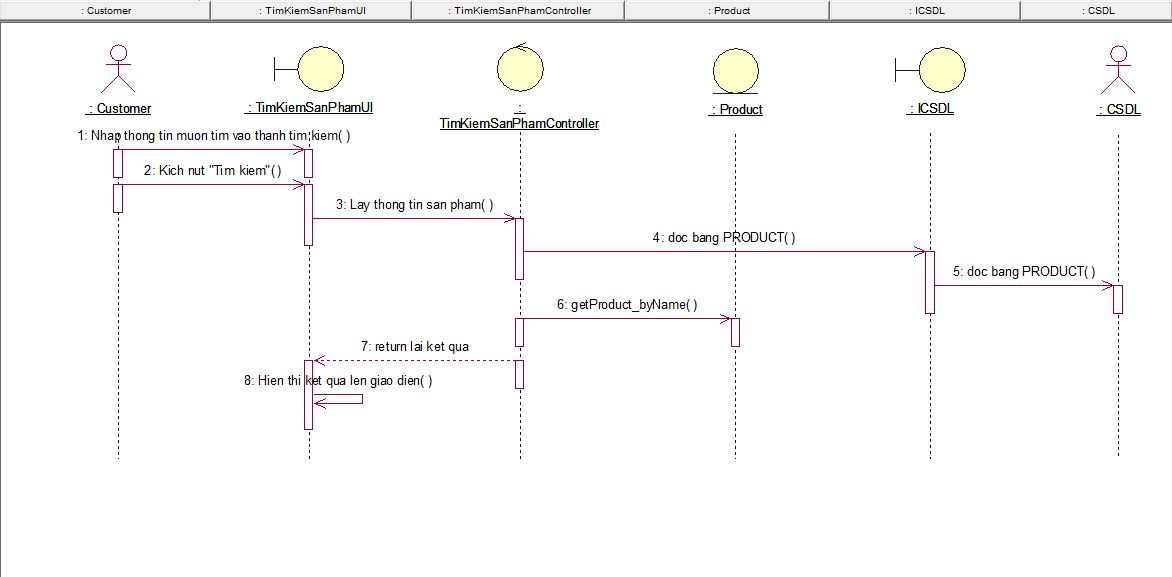 : Customer
: TimKiemSanPhamUI
: TimKiemSanPhamController
: Product
: ICSDL
: CSDL
: Customer
: TimKiemSanPhamUI
:
TimKiemSanPhamController
: Product
: ICSDL
: CSDL
1: Nhap thong tin muon tim vao thanh tim kiem( )
2: Kich nut "Tim kiem"( )
3: Lay thong tin san pham( )
4: doc bang PRODUCT( )
5: doc bang PRODUCT( )
6: getProduct_byName( )
7: return lai ket qua
8: Hien thi ket qua len giao dien( )